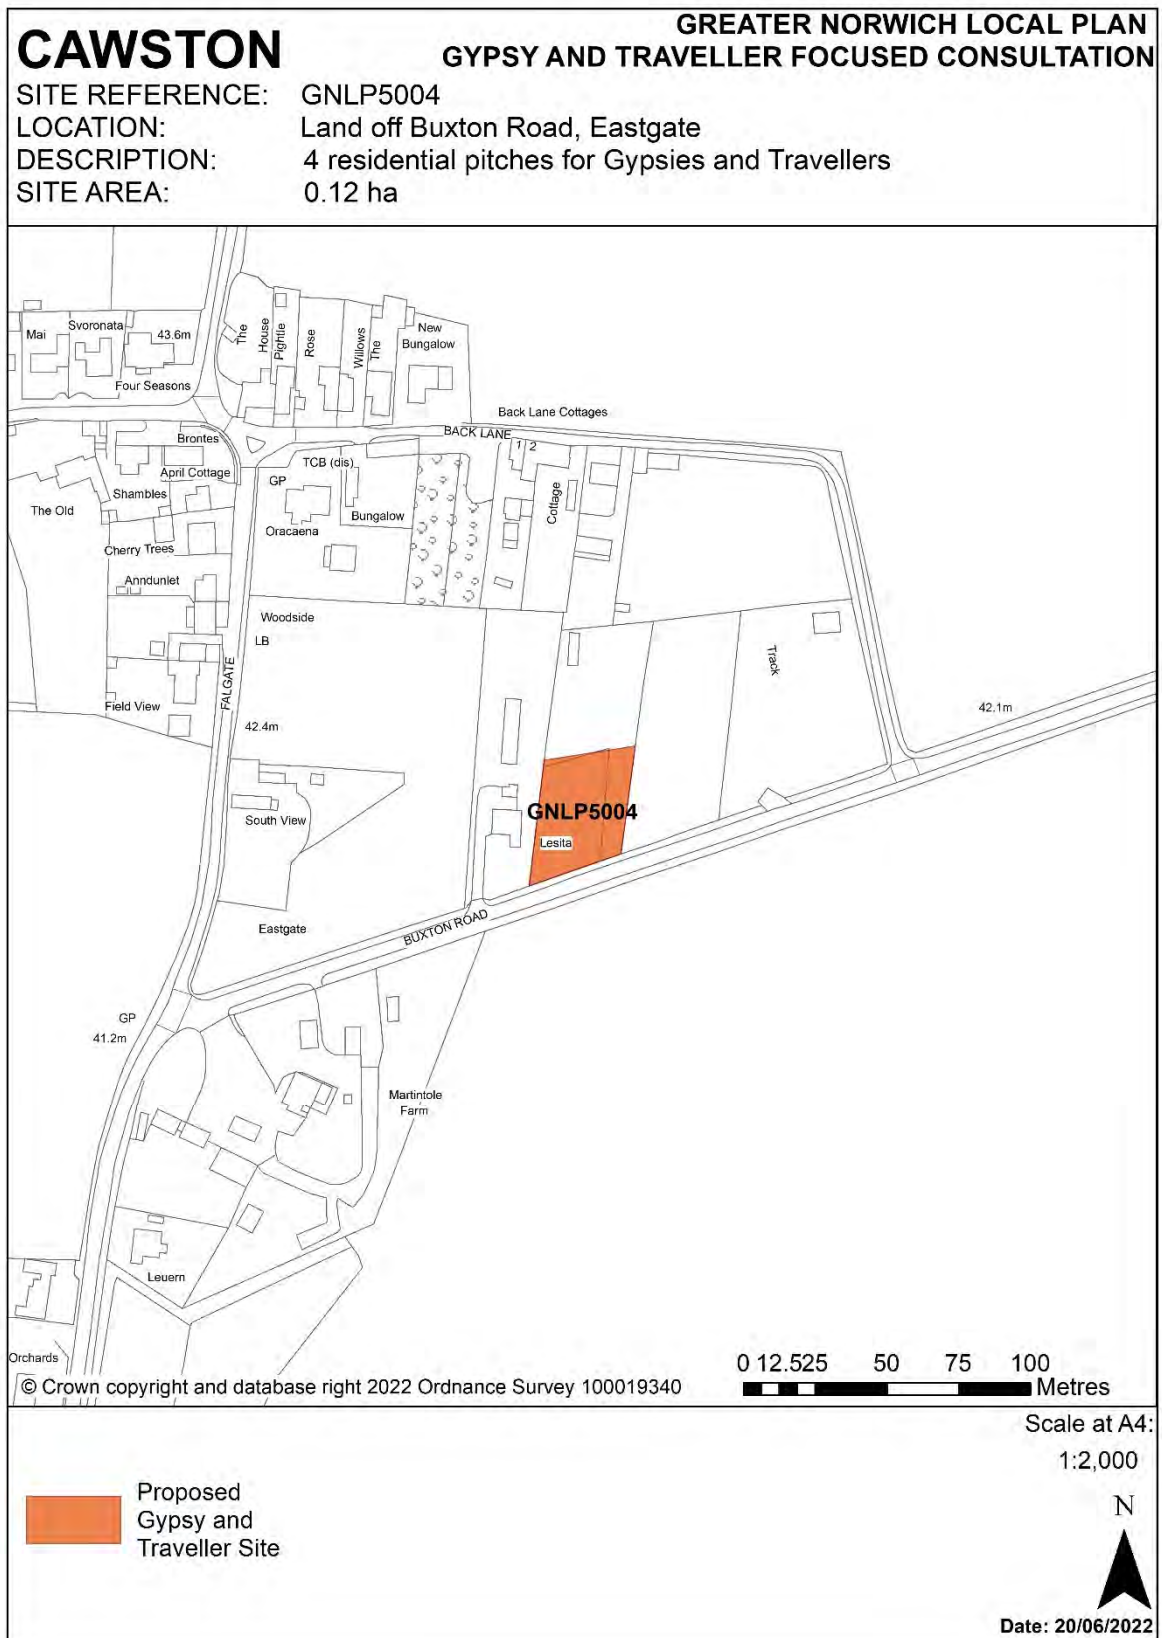 CAWSTON
GREATER NORWICH LOCAL PLAN
GYPSY AND TRAVELLER FOCUSED CONSULTATION
SITE REFERENCE: GNLP5004
LOCATION: Land off Buxton Road, Eastgate
DESCRIPTION: 4 residential pitches for Gypsies and Travellers
SITE AREA: 0.12 ha
Mai
Svoronata
43.6m
Four Seasons
The
House
Pightle
Rose
Willows
The
New
Bungalow
Back Lane Cottages
BACK LANE
1 2
Brontes
April Cottage
TCB (dis)
GP
Shambles
The Old
Bungalow
Cottage
Oracaena
Cherry Trees
Anndunlet
Woodside
LB
FALGATE
Track
Field View
42.4m
42.1m
GNLP5004
South View
Lesita
Eastgate
BUXTON ROAD
GP
41.2m
Martintole
Farm
Leuern
Orchards
0 12.525 50 75 100
Metres
© Crown copyright and database right 2022 Ordnance Survey 100019340
Scale at A4:
1:2,000
Proposed
Gypsy and
Traveller Site
N
Date: 20/06/2022